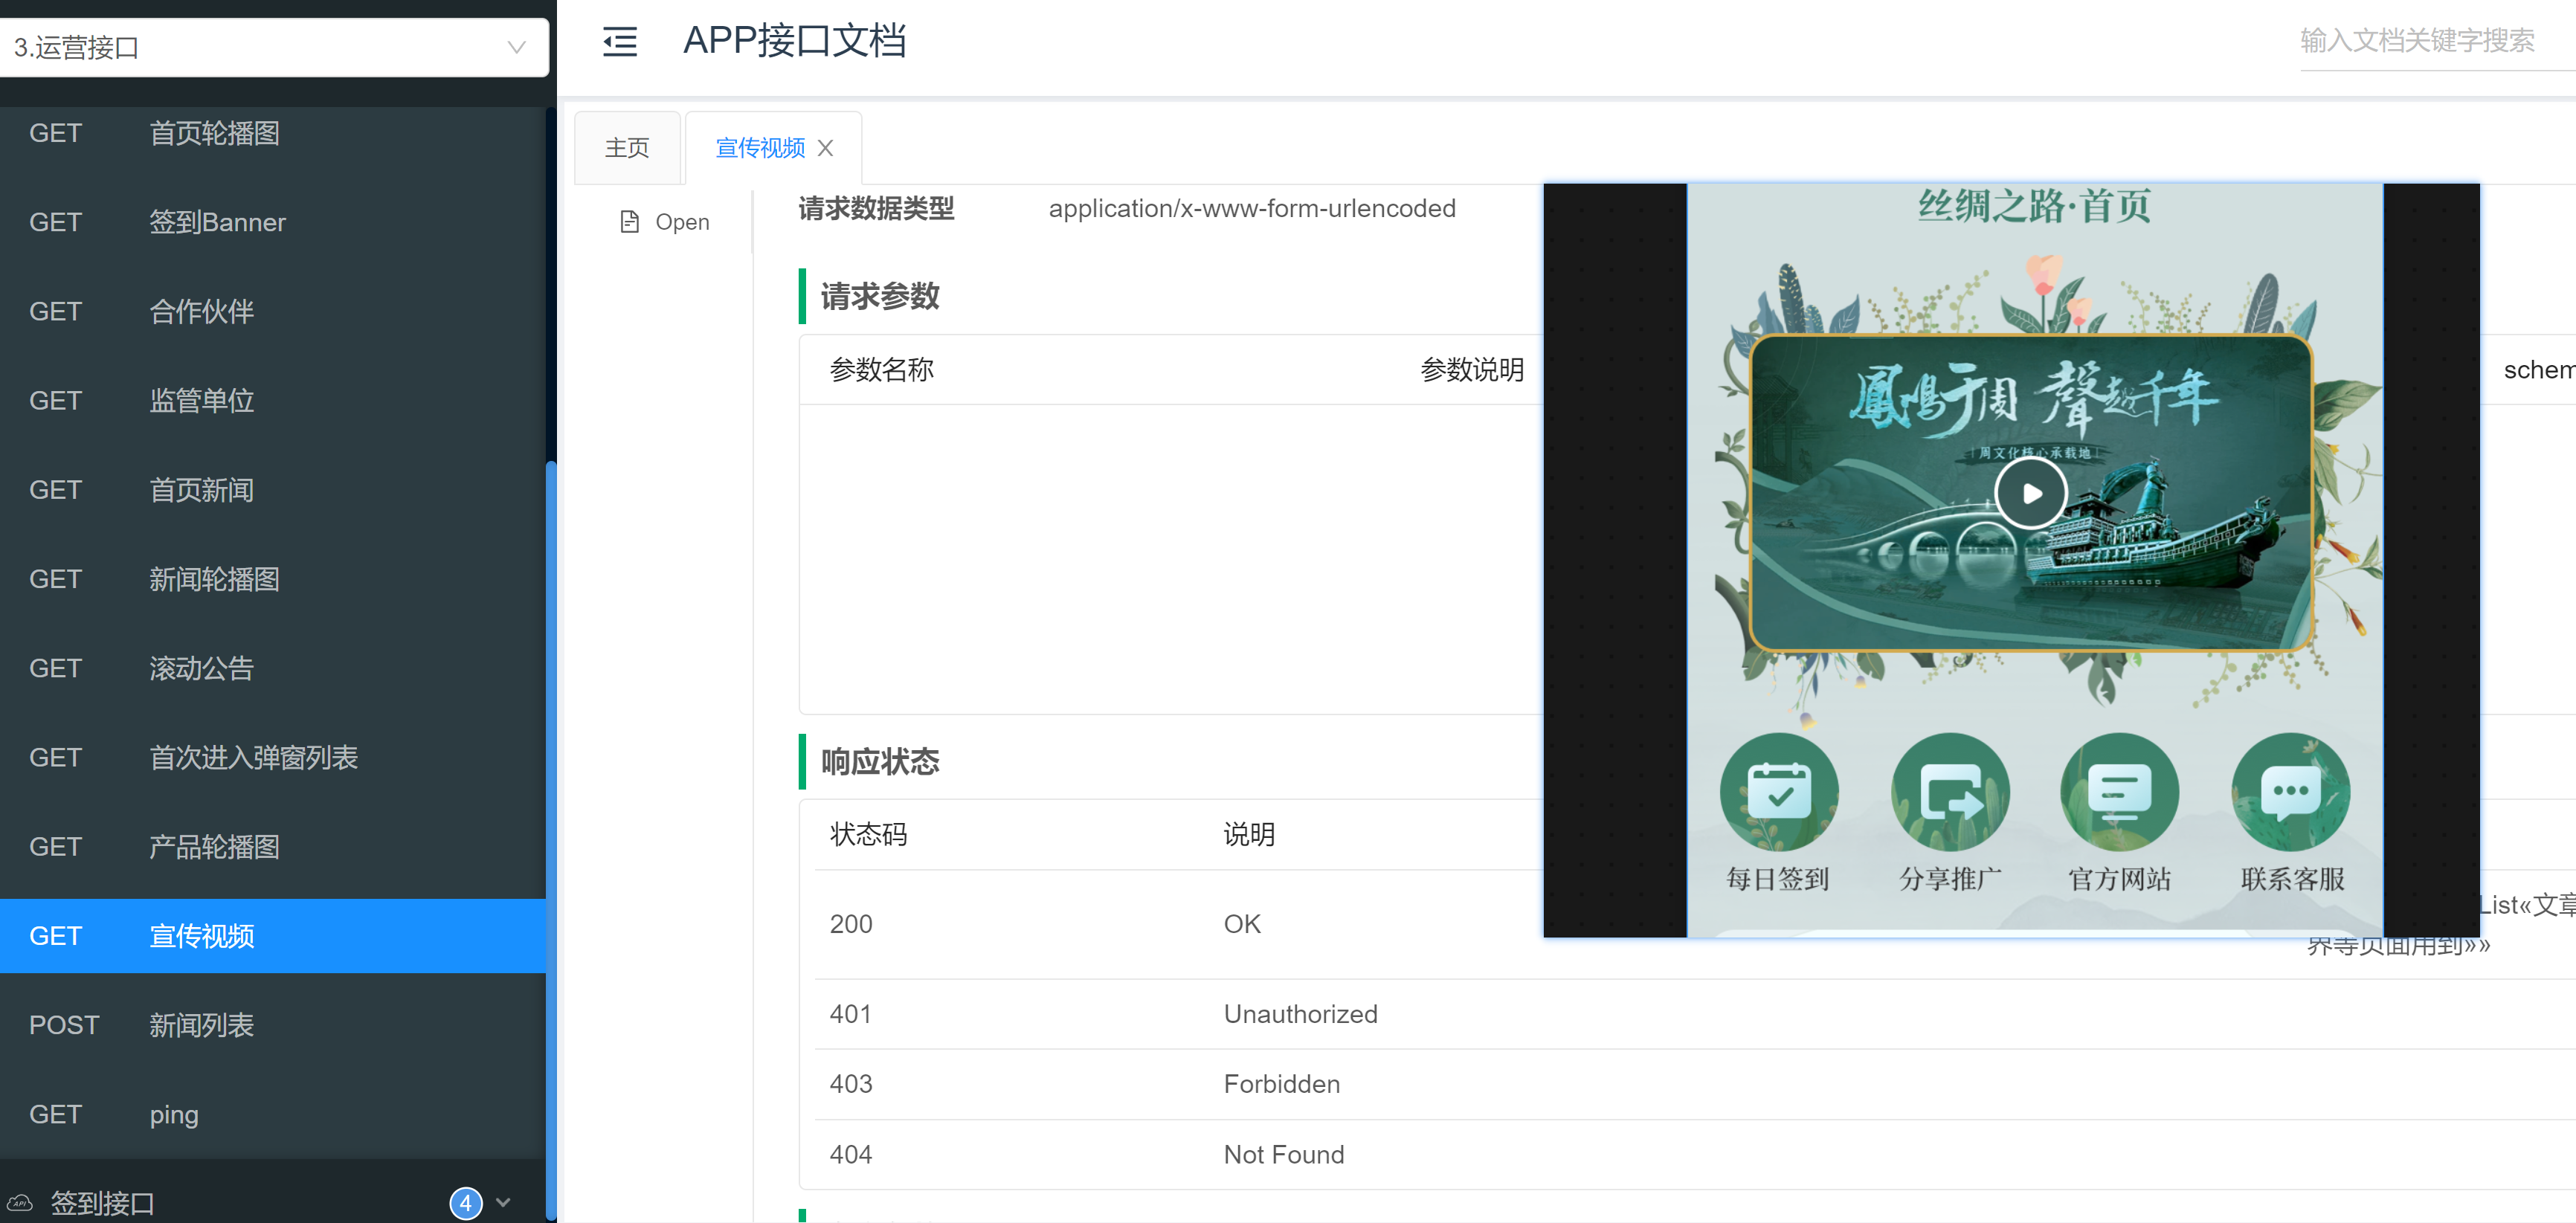 3.运营接口
APP接口文档
输入文档关键字搜索
GET 首页轮播图
GET 签到Banner
GET 合作伙伴
GET 监管单位
GET 首页新闻
GET 新闻轮播图
GET 滚动公告
GET 首次进入弹窗列表
GET 产品轮播图
GET 宣传视频
POST 新闻列表
GET ping
API
签到接口 4
主页
宣传视频 X
Open
请求数据类型 application/x-www-form-urlencoded
请求参数
参数名称 参数说明
schem
响应状态
状态码 说明
200 OK
List«文章
界等页面用到»»
401 Unauthorized
403 Forbidden
404 Not Found
丝绸之路·首页
鳳鸣于周 聲越千年
周文化核心承载地
每日签到 分享推广 官方网站 联系客服